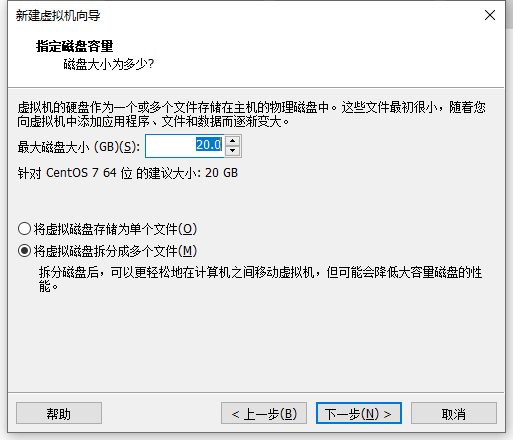 新建虚拟机向导
指定磁盘容量
磁盘大小为多少?
虚拟机的硬盘作为一个或多个文件存储在主机的物理磁盘中。这些文件最初很小，随着您
向虚拟机中添加应用程序、文件和数据而逐渐变大。
最大磁盘大小 (GB)(S): 20.0
针对 CentOS 7 64 位 的建议大小: 20 GB
将虚拟磁盘存储为单个文件(O)
将虚拟磁盘拆分成多个文件(M)
拆分磁盘后，可以更轻松地在计算机之间移动虚拟机，但可能会降低大容量磁盘的性
能。
帮助 < 上一步(B) 下一步(N) > 取消